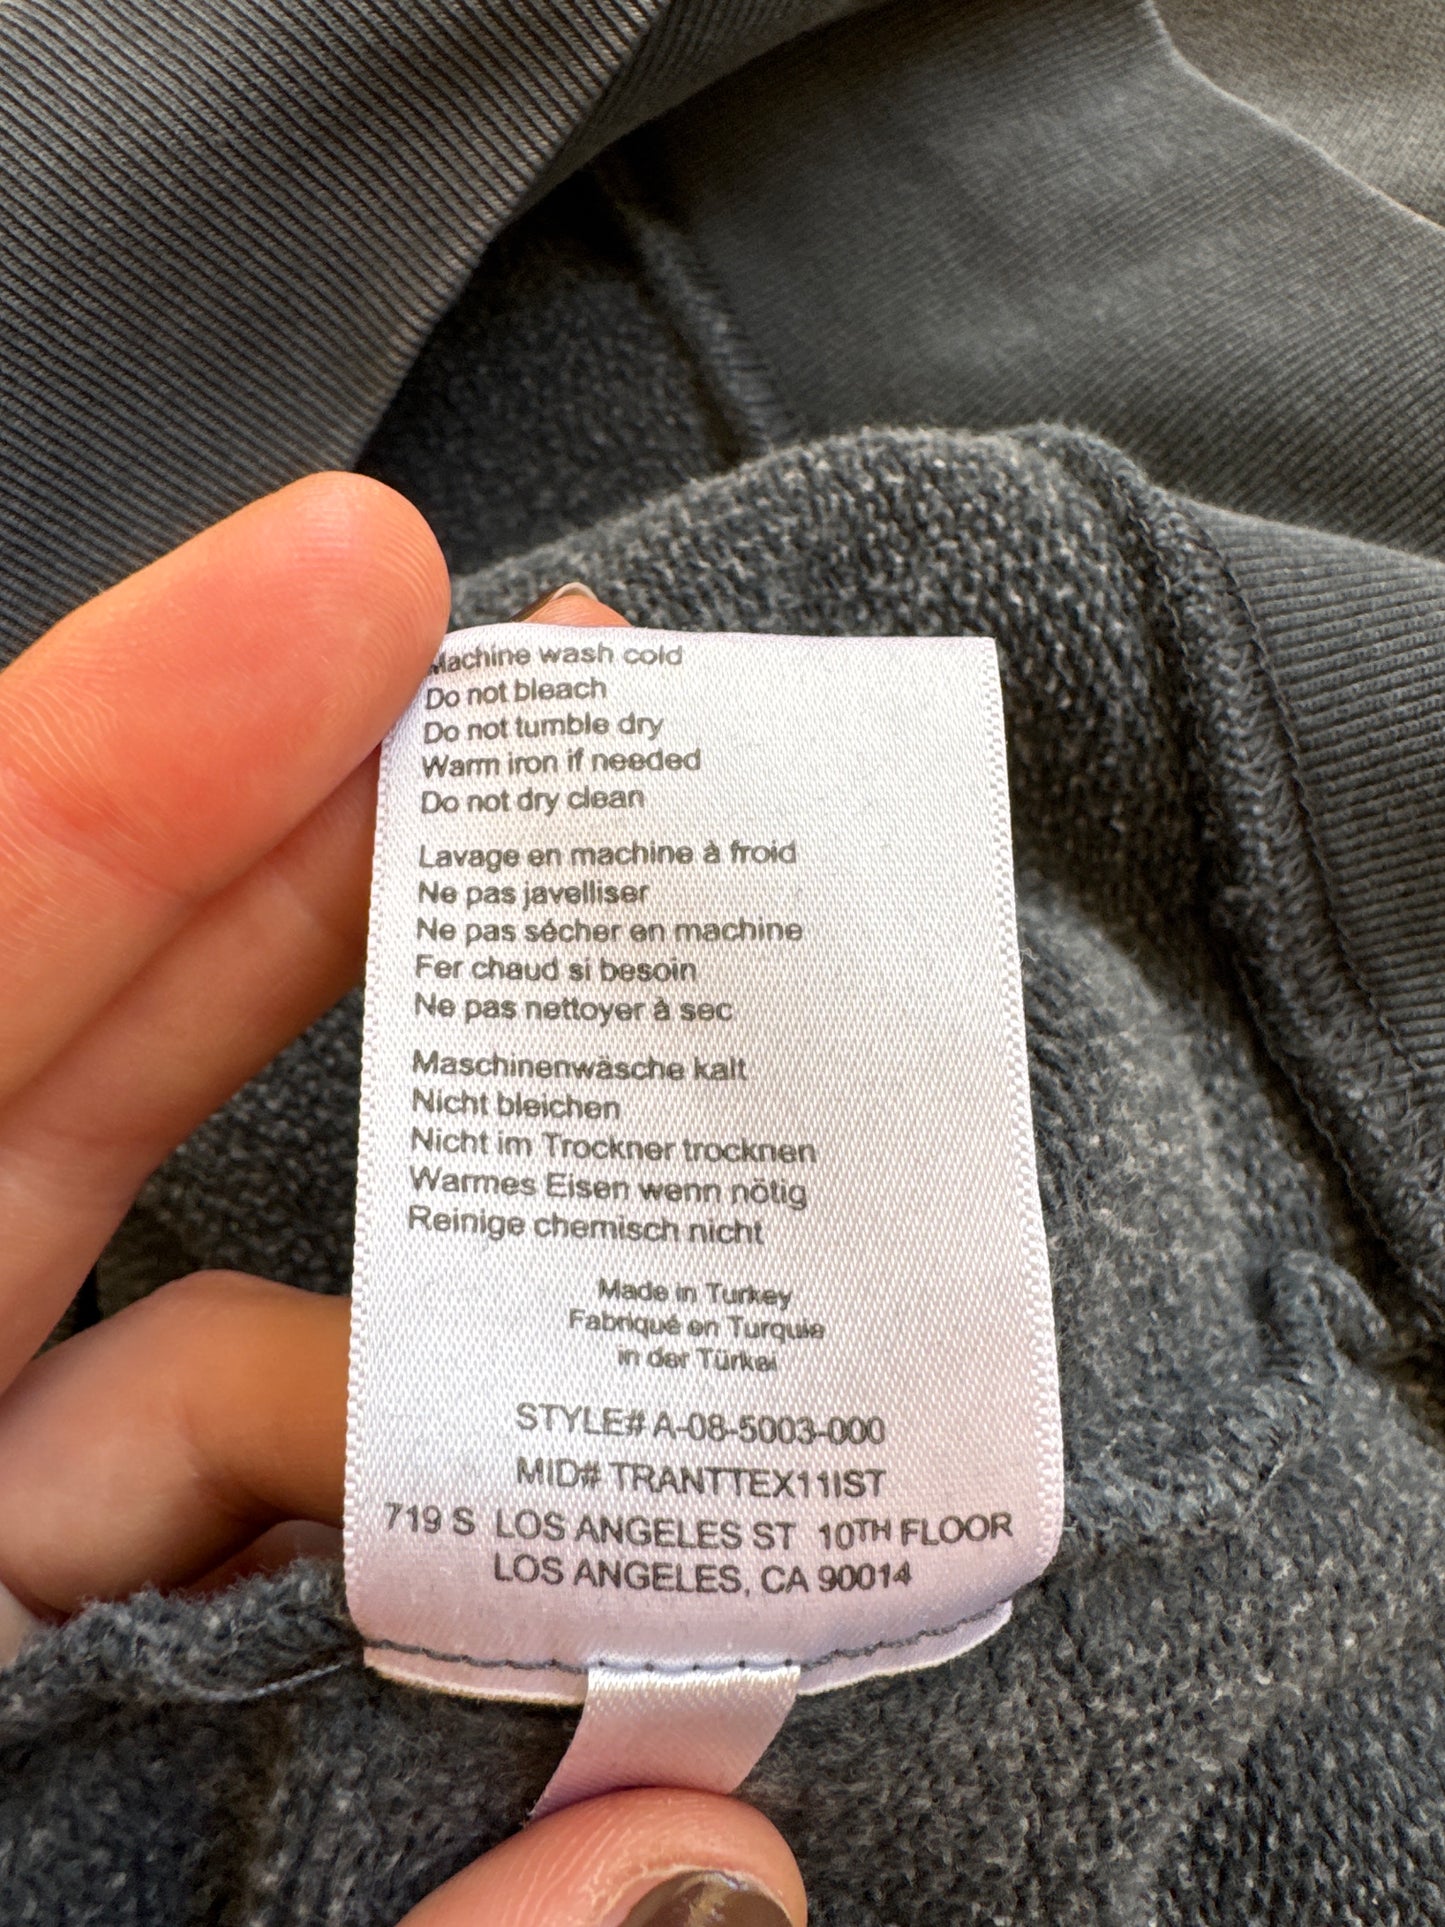 Machine wash cold
Do not bleach
Do not tumble dry
Warm iron if needed
Do not dry clean
Lavage en machine à froid
Ne pas javelliser
Ne pas sécher en machine
Fer chaud si besoin
Ne pas nettoyer à sec
Maschinenwäsche kalt
Nicht bleichen
Nicht im Trockner trocknen
Warmes Eisen wenn nötig
Reinige chemisch nicht
Made in Turkey
Fabriqué en Turquie
in der Türkei
STYLE# A-08-5003-000
MID# TRANTTEX11IST
719 S LOS ANGELES ST 10TH FLOOR
LOS ANGELES, CA 90014